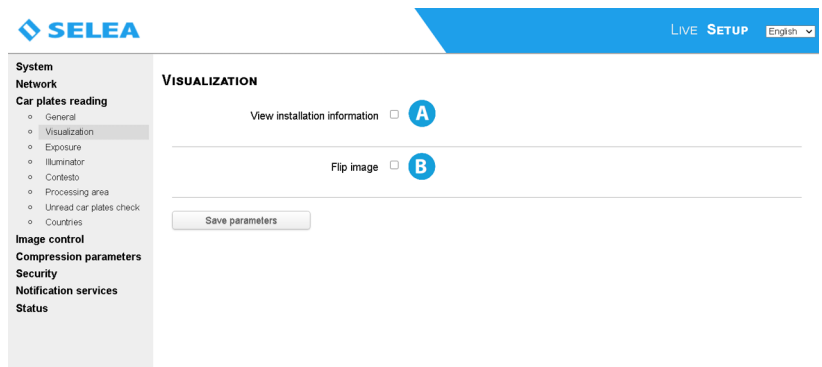 SELEA
LIVE SETUP English
System
Network
Car plates reading
General
Visualization
Exposure
Illuminator
Contesto
Processing area
Unread car plates check
Countries
Image control
Compression parameters
Security
Notification services
Status
VISUALIZATION
View installation information A
Flip image B
Save parameters